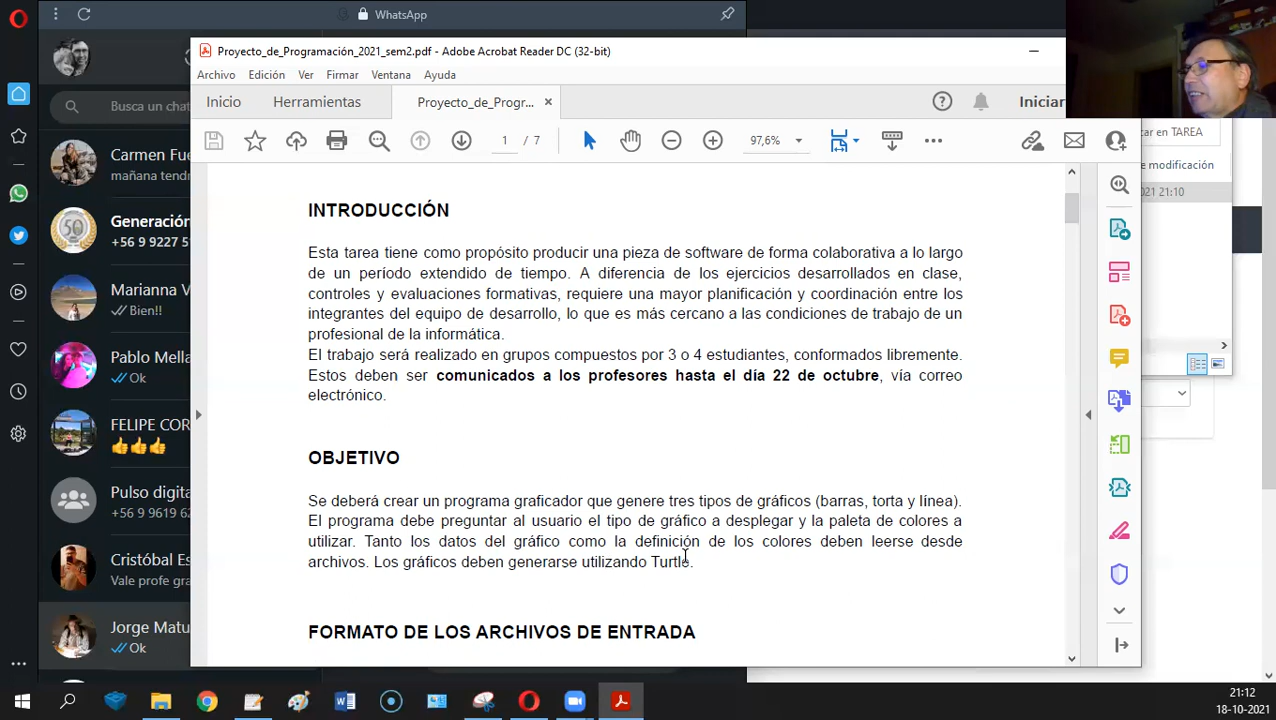 WhatsApp
Busca un chat
Carmen Fue
mañana tendr
50
Generación
+56 9 9227 5
Marianna V
Bien!!
Pablo Mella
Ok
FELIPE COR
Pulso digita
+56 9 9619 6
Cristóbal Es
Vale profe gra
Jorge Matu
Ok
Proyecto_de_Programación_2021_sem2.pdf - Adobe Acrobat Reader DC (32-bit)
Archivo Edición Ver Firmar Ventana Ayuda
Inicio Herramientas Proyecto_de_Progr... Iniciar
1 / 7 97,6%
INTRODUCCIÓN
Esta tarea tiene como propósito producir una pieza de software de forma colaborativa a lo largo
de un período extendido de tiempo. A diferencia de los ejercicios desarrollados en clase,
controles y evaluaciones formativas, requiere una mayor planificación y coordinación entre los
integrantes del equipo de desarrollo, lo que es más cercano a las condiciones de trabajo de un
profesional de la informática.
El trabajo será realizado en grupos compuestos por 3 o 4 estudiantes, conformados libremente.
Estos deben ser comunicados a los profesores hasta el día 22 de octubre, vía correo
electrónico.
OBJETIVO
Se deberá crear un programa graficador que genere tres tipos de gráficos (barras, torta y línea).
El programa debe preguntar al usuario el tipo de gráfico a desplegar y la paleta de colores a
utilizar. Tanto los datos del gráfico como la definición de los colores deben leerse desde
archivos. Los gráficos deben generarse utilizando Turtle.
FORMATO DE LOS ARCHIVOS DE ENTRADA
car en TAREA
e modificación
021 21:10
21:12
18-10-2021